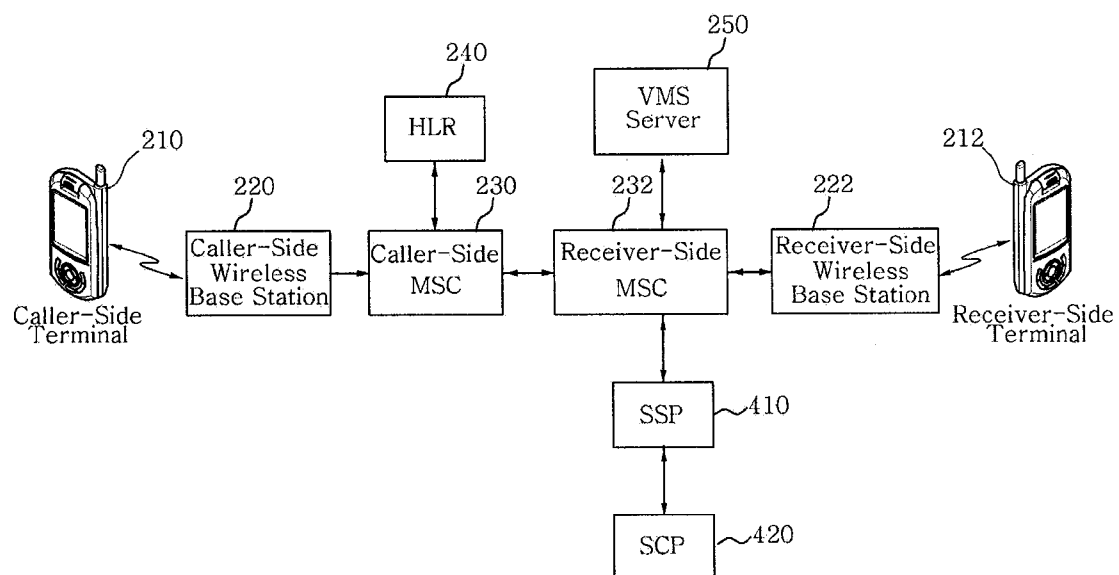 250
240
VMS
Server
HLR
210
212
220
230
232
222
Caller-Side
Wireless
Base Station
Caller-Side
MSC
Receiver-Side
MSC
Receiver-Side
Wireless
Base Station
Caller-Side
Terminal
Receiver-Side
Terminal
SSP
410
SCP
420